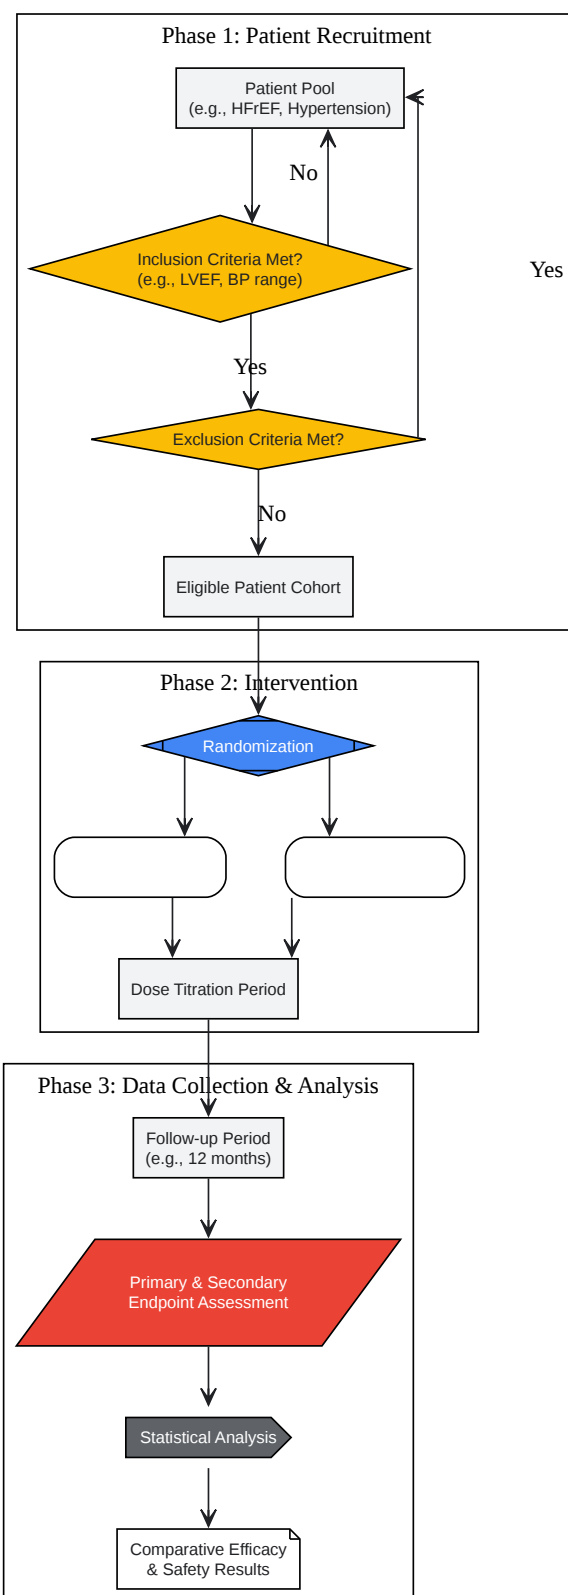 Phase 1: Patient Recruitment
Patient Pool
(e.g., HFrEF, Hypertension)
No
Inclusion Criteria Met?
(e.g., LVEF, BP range)
Yes
Yes
Exclusion Criteria Met?
No
Eligible Patient Cohort
Phase 2: Intervention
Randomization
Dose Titration Period
Phase 3: Data Collection & Analysis
Follow-up Period
(e.g., 12 months)
Primary & Secondary
Endpoint Assessment
Statistical Analysis
Comparative Efficacy
& Safety Results